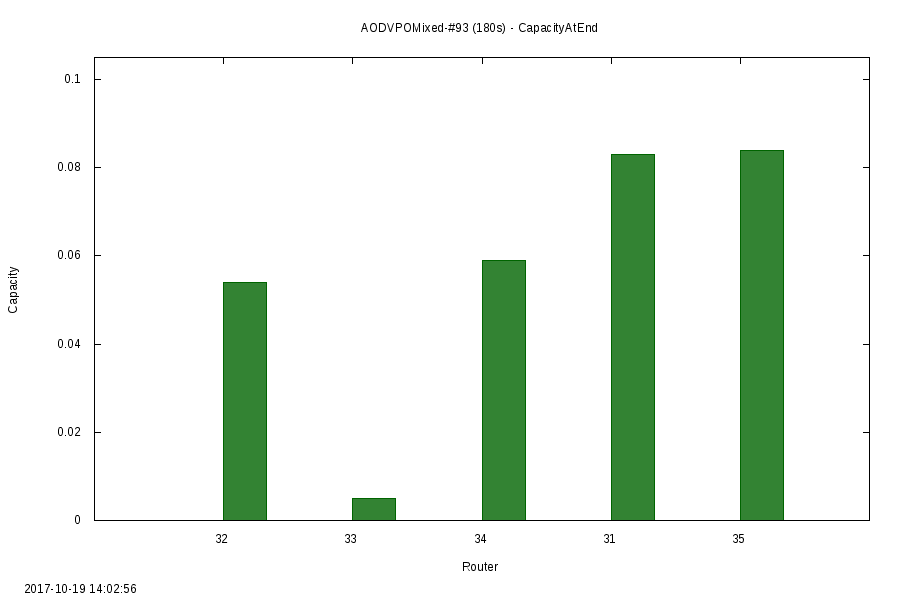 AODVPOMixed-#93 (180s) - CapacityAtEnd
0.1
0.08
0.06
0.04
0.02
0
Capacity
32 33 34 31 35
Router
2017-10-19 14:02:56